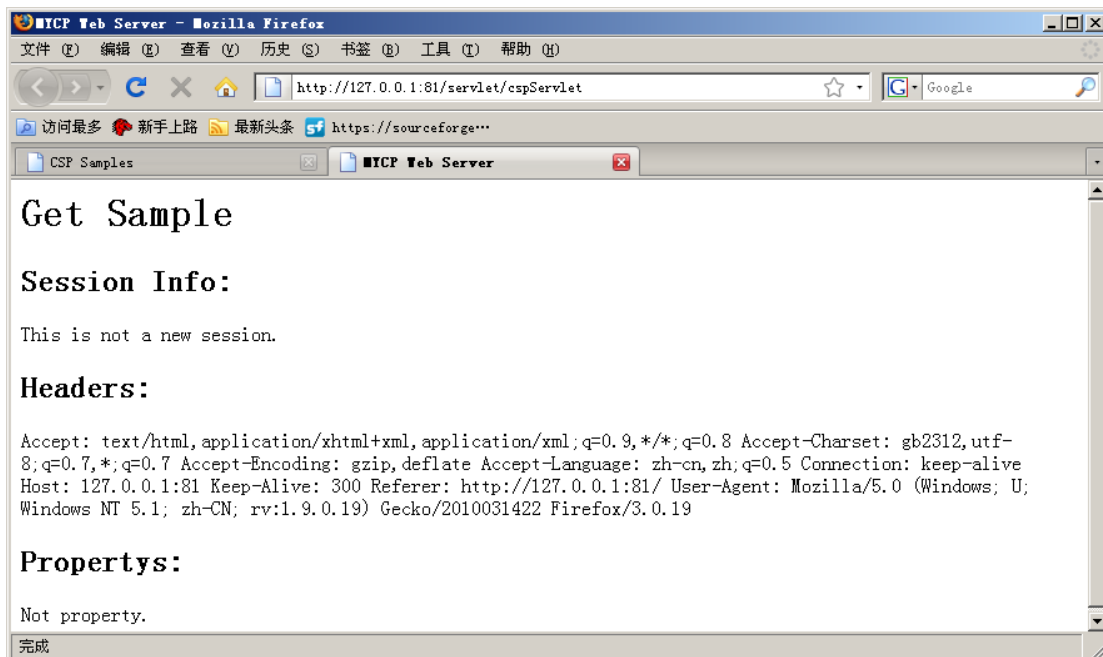 MYCP Web Server - Mozilla Firefox
文件 (F) 编辑 (E) 查看 (V) 历史 (S) 书签 (B) 工具 (T) 帮助 (H)
http://127.0.0.1:81/servlet/cspServlet
G Google
访问最多 新手上路 最新头条 sf https://sourceforge…
CSP Samples MYCP Web Server
Get Sample
Session Info:
This is not a new session.
Headers:
Accept: text/html,application/xhtml+xml,application/xml;q=0.9,*/*;q=0.8 Accept-Charset: gb2312,utf-
8;q=0.7,*;q=0.7 Accept-Encoding: gzip,deflate Accept-Language: zh-cn,zh;q=0.5 Connection: keep-alive
Host: 127.0.0.1:81 Keep-Alive: 300 Referer: http://127.0.0.1:81/ User-Agent: Mozilla/5.0 (Windows; U;
Windows NT 5.1; zh-CN; rv:1.9.0.19) Gecko/2010031422 Firefox/3.0.19
Propertys:
Not property.
完成